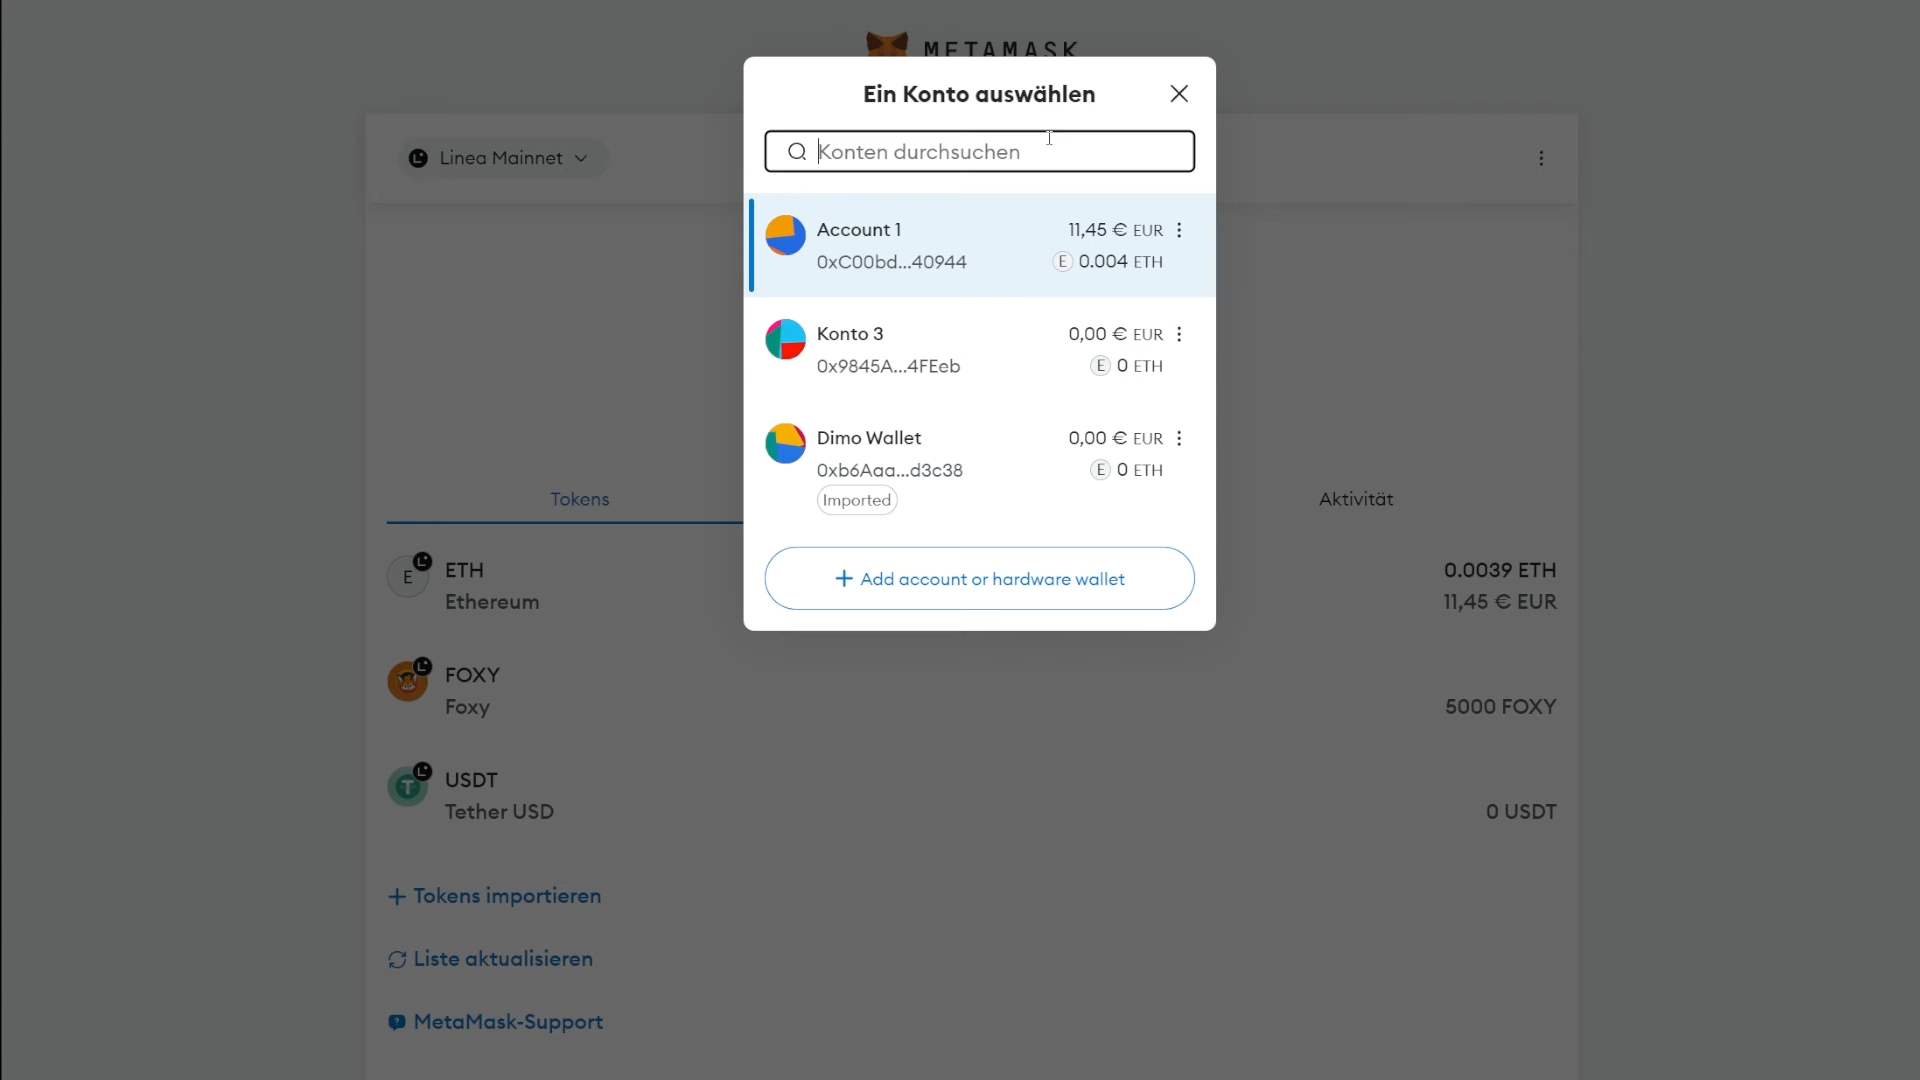 METAMASK
Ein Konto auswählen
Linea Mainnet
Konten durchsuchen
Account 1
11,45 € EUR
0xC00bd...40944
E 0.004 ETH
Konto 3
0,00 € EUR
0x9845A...4FEeb
E 0 ETH
Dimo Wallet
0,00 € EUR
0xb6Aaa...d3c38
E 0 ETH
Imported
Add account or hardware wallet
Tokens
Aktivität
E
ETH
0.0039 ETH
Ethereum
11,45 € EUR
FOXY
Foxy
5000 FOXY
USDT
Tether USD
0 USDT
+ Tokens importieren
Liste aktualisieren
MetaMask-Support